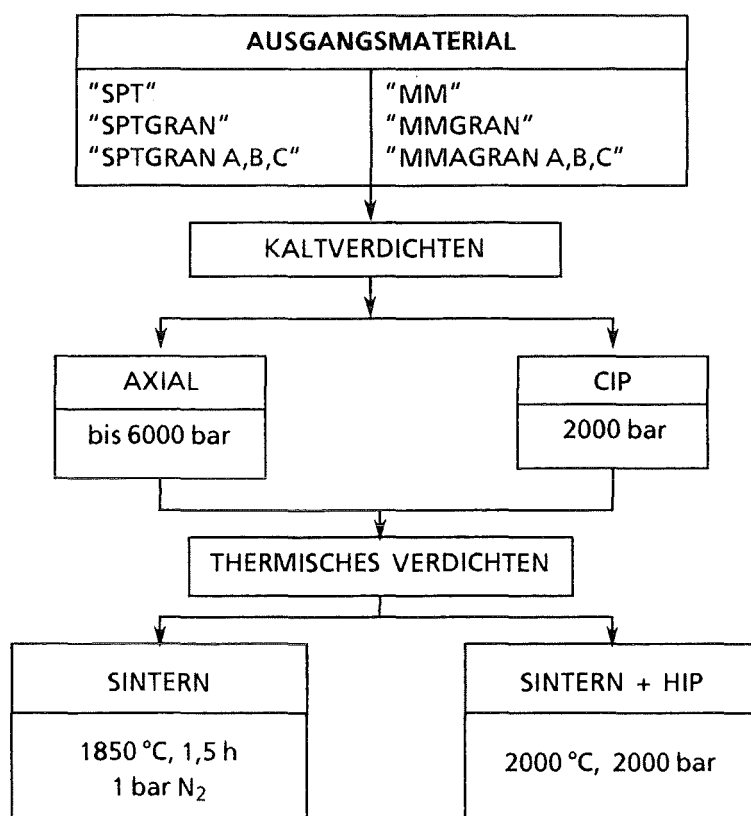 AUSGANGSMATERIAL
"SPT"
"SPTGRAN"
"SPTGRAN A,B,C"
"MM"
"MMGRAN"
"MMAGRAN A,B,C"
KALTVERDICHTEN
AXIAL
bis 6000 bar
CIP
2000 bar
THERMISCHES VERDICHTEN
SINTERN
1850 °C, 1,5 h
1 bar N₂
SINTERN + HIP
2000 °C, 2000 bar